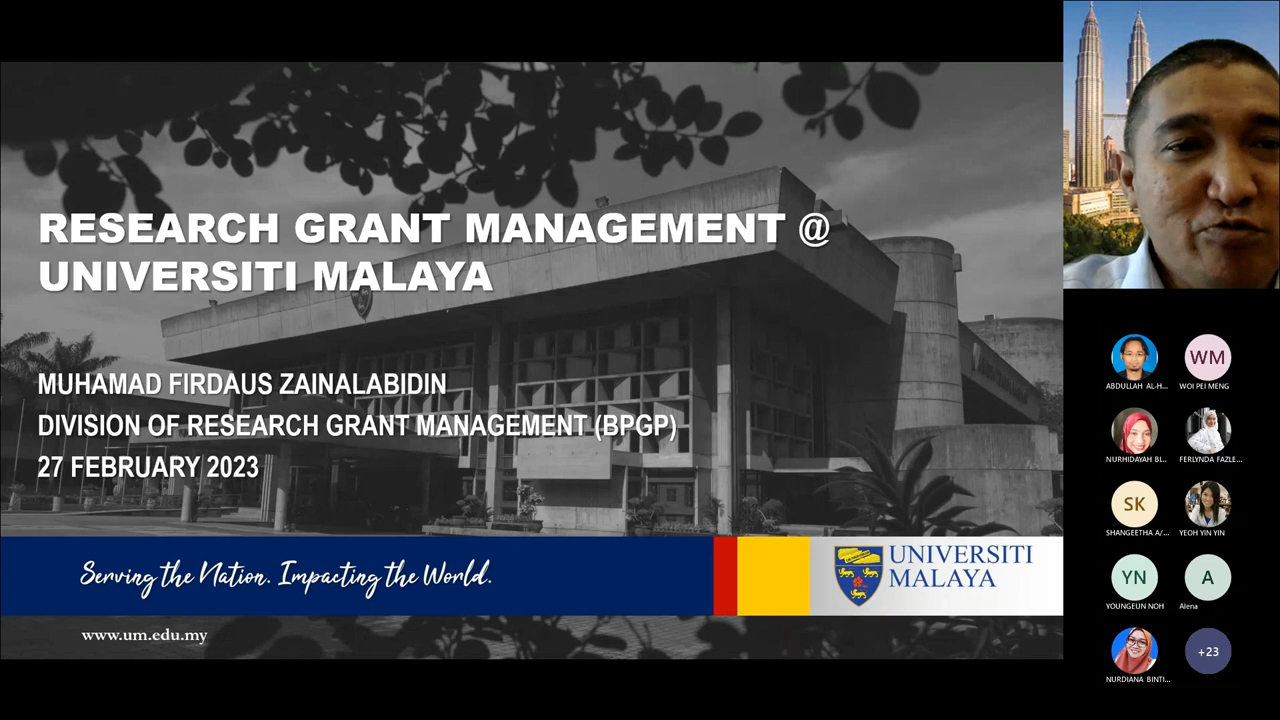 RESEARCH GRANT MANAGEMENT @
UNIVERSITI MALAYA
MUHAMAD FIRDAUS ZAINALABIDIN
DIVISION OF RESEARCH GRANT MANAGEMENT (BPGP)
27 FEBRUARY 2023
Serving the Nation. Impacting the World.
UNIVERSITI
MALAYA
www.um.edu.my
WM
ABDULLAH AL-H...
WOI PEI MENG
NURHIDAYAH BI...
FERLYNDA FAZLE...
SK
SHANGEETHA A/...
YEOH YIN YIN
YN
A
YOUNGEUN NOH
Alena
+23
NURDIANA BINTI...